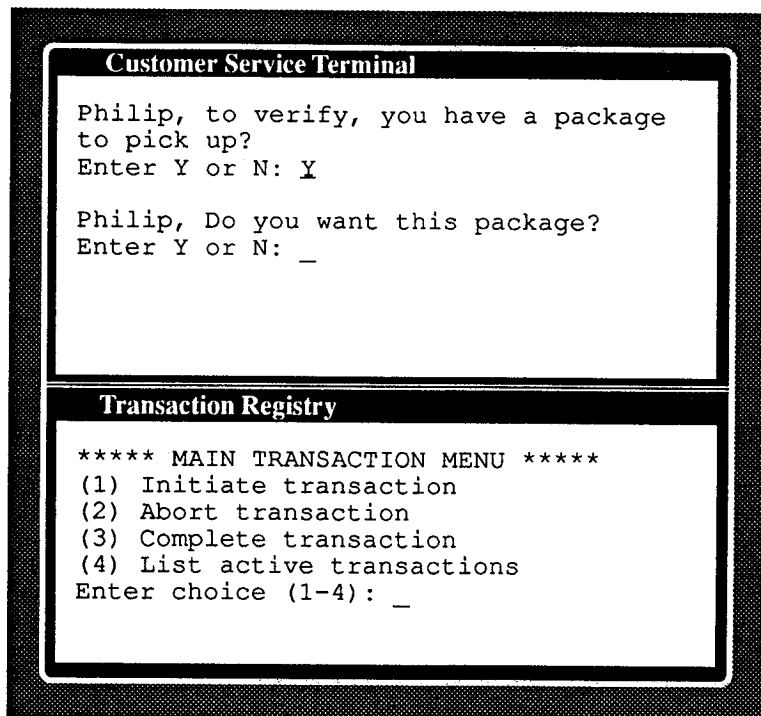 Customer Service Terminal
Philip, to verify, you have a package
to pick up?
Enter Y or N: Y
Philip, Do you want this package?
Enter Y or N: _
Transaction Registry
***** MAIN TRANSACTION MENU *****
(1) Initiate transaction
(2) Abort transaction
(3) Complete transaction
(4) List active transactions
Enter choice (1-4): _